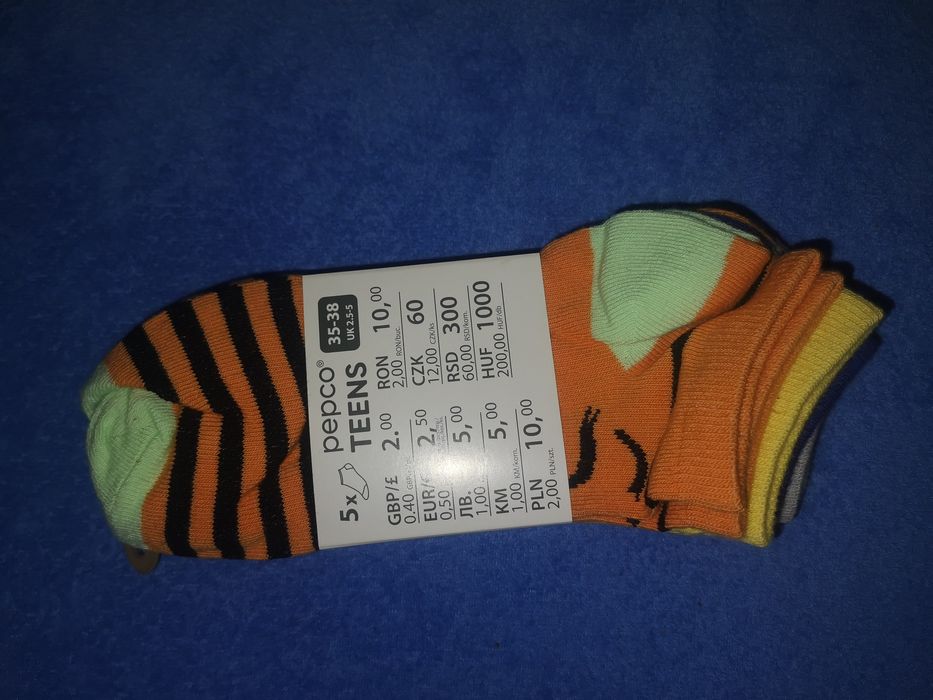 5x
pepco®
TEENS
35-38
UK 2.5-5
GBP/£ 2.00
0.40
EUR/€ 2,50
0,50
ЛВ. 5,00
1,00
KM 5,00
1,00 KM/kom.
PLN 10,00
2,00 PLN/szt.
RON 10,00
2,00 RON/buc.
CZK 60
12,00 CZK/ks
RSD 300
60,00 RSD/kom.
HUF 1000
200,00 HUF/db